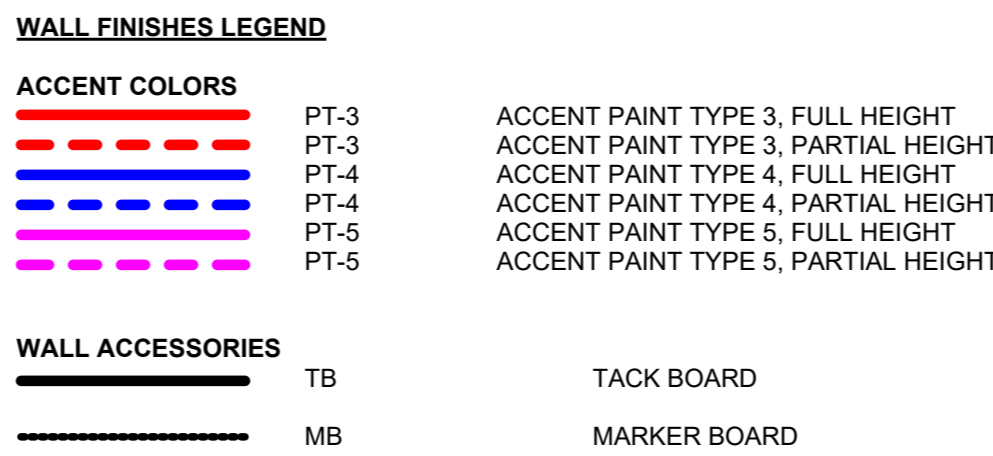 WALL FINISHES LEGEND
ACCENT COLORS
PT-3 ACCENT PAINT TYPE 3, FULL HEIGHT
PT-3 ACCENT PAINT TYPE 3, PARTIAL HEIGHT
PT-4 ACCENT PAINT TYPE 4, FULL HEIGHT
PT-4 ACCENT PAINT TYPE 4, PARTIAL HEIGHT
PT-5 ACCENT PAINT TYPE 5, FULL HEIGHT
PT-5 ACCENT PAINT TYPE 5, PARTIAL HEIGHT
WALL ACCESSORIES
TB TACK BOARD
MB MARKER BOARD